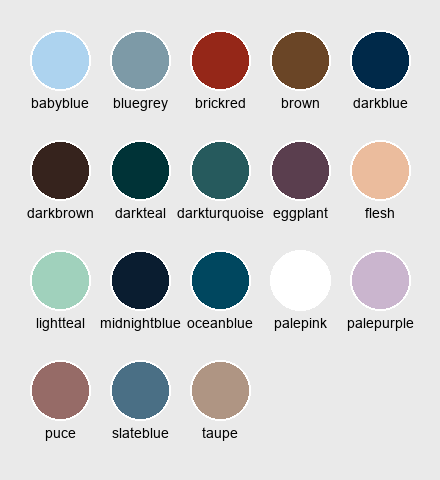 babyblue bluegrey brickred brown darkblue
darkbrown darkteal darkturquoise eggplant flesh
lightteal midnightblue oceanblue palepink palepurple
puce slateblue taupe